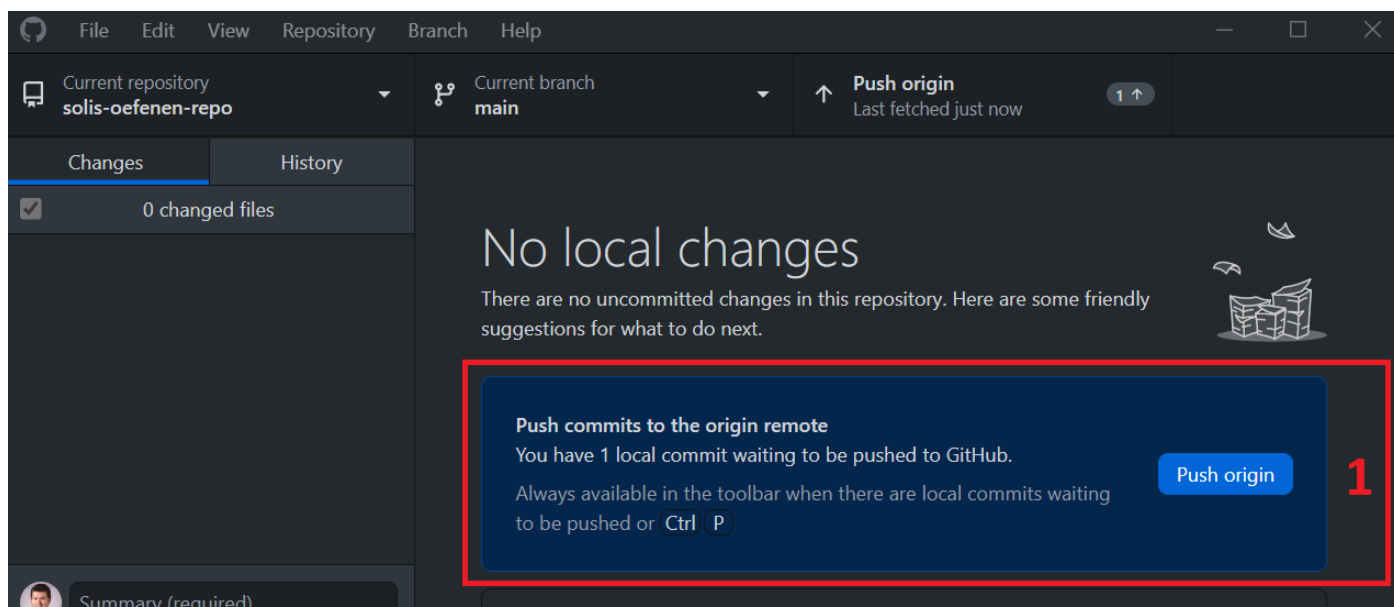 File Edit View Repository Branch Help
Current repository
solis-oefenen-repo
Current branch
main
Push origin
Last fetched just now
1 ↑
Changes History
0 changed files
No local changes
There are no uncommitted changes in this repository. Here are some friendly
suggestions for what to do next.
Push commits to the origin remote
You have 1 local commit waiting to be pushed to GitHub.
Always available in the toolbar when there are local commits waiting
to be pushed or Ctrl P
Push origin
1
Summary (required)